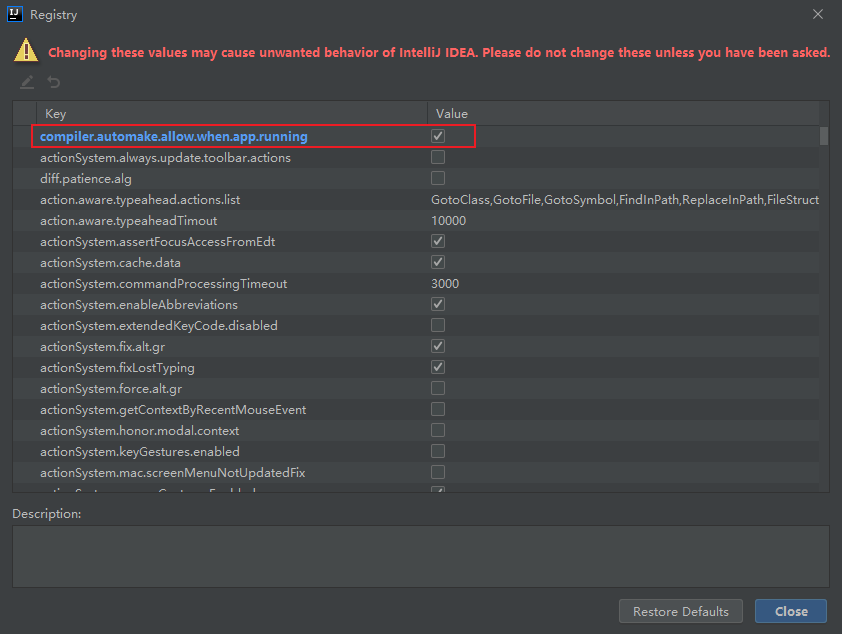 IJ
Registry
Changing these values may cause unwanted behavior of IntelliJ IDEA. Please do not change these unless you have been asked.
Key Value
compiler.automake.allow.when.app.running
actionSystem.always.update.toolbar.actions
diff.patience.alg
action.aware.typeahead.actions.list GotoClass,GotoFile,GotoSymbol,FindInPath,ReplaceInPath,FileStruct
action.aware.typeaheadTimout 10000
actionSystem.assertFocusAccessFromEdt
actionSystem.cache.data
actionSystem.commandProcessingTimeout 3000
actionSystem.enableAbbreviations
actionSystem.extendedKeyCode.disabled
actionSystem.fix.alt.gr
actionSystem.fixLostTyping
actionSystem.force.alt.gr
actionSystem.getContextByRecentMouseEvent
actionSystem.honor.modal.context
actionSystem.keyGestures.enabled
actionSystem.mac.screenMenuNotUpdatedFix
Description:
Restore Defaults Close